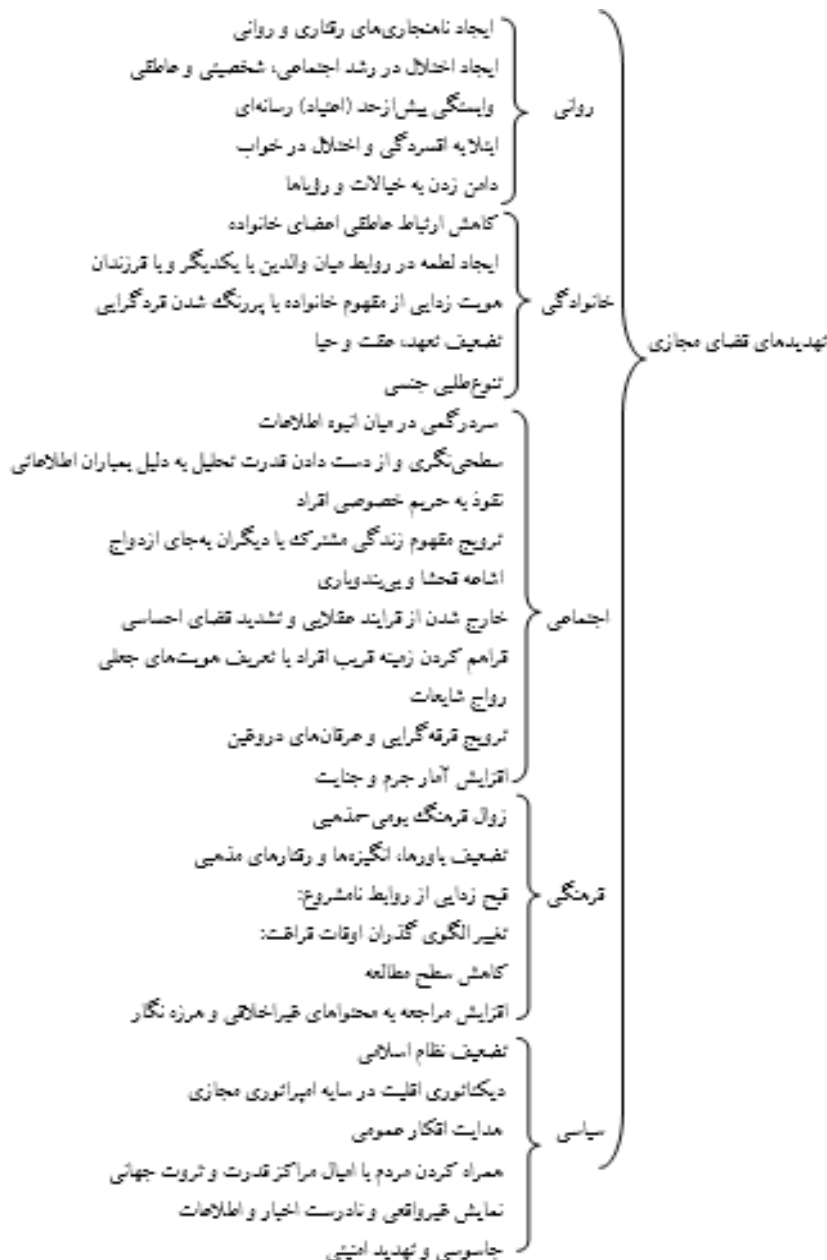 تهدیدهای فضای مجازی
روانی
ایجاد ناهنجاری‌های رفتاری و روانی
ایجاد اختلال در رشد اجتماعی، شخصیتی و عاطفی
وابستگی بیش‌ازحد (اعتیاد) رسانه‌ای
ابتلابه افسردگی و اختلال در خواب
دامن زدن به خیالات و رؤیاها
خانوادگی
کاهش ارتباط عاطفی اعضای خانواده
ایجاد لطمه در روابط میان والدین با یکدیگر و یا فرزندان
هویت زدایی از مفهوم خانواده با پررنگ شدن فردگرایی
تضعیف تعهد، عفت و حیا
تنوع‌طلبی جنسی
اجتماعی
سردرگمی در میان انبوه اطلاعات
سطحی‌نگری و از دست دادن قدرت تحلیل به دلیل بمباران اطلاعاتی
نفوذ به حریم خصوصی افراد
ترویج مفهوم زندگی مشترک با دیگران به‌جای ازدواج
اشاعه فحشا و بی‌بندوباری
خارج شدن از فرایند عقلایی و تشدید فضای احساسی
فراهم کردن زمینه فریب افراد با تعریف هویت‌های جعلی
رواج شایعات
ترویج فرقه‌گرایی و عرفان‌های دروغین
افزایش آمار جرم و جنایت
فرهنگی
زوال فرهنگ بومی-مذهبی
تضعیف باورها، انگیزه‌ها و رفتارهای مذهبی
قبح زدایی از روابط نامشروع:
تغییر الگوی گذران اوقات فراغت:
کاهش سطح مطالعه
افزایش مراجعه به محتواهای غیراخلاقی و هرزه نگار
سیاسی
تضعیف نظام اسلامی
دیکتاتوری اقلیت در سایه امپراتوری مجازی
هدایت افکار عمومی
همراه کردن مردم با امیال مراکز قدرت و ثروت جهانی
نمایش غیرواقعی و نادرست اخبار و اطلاعات
جاسوسی و تهدید امنیتی